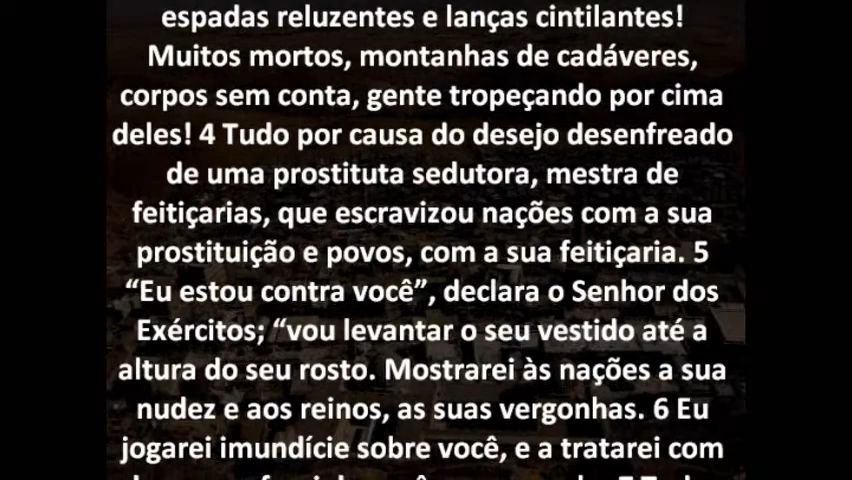 espadas reluzentes e lanças cintilantes!
Muitos mortos, montanhas de cadáveres,
corpos sem conta, gente tropeçando por cima
deles! 4 Tudo por causa do desejo desenfreado
de uma prostituta sedutora, mestra de
feitiçarias, que escravizou nações com a sua
prostituição e povos, com a sua feitiçaria. 5
“Eu estou contra você”, declara o Senhor dos
Exércitos; “vou levantar o seu vestido até a
altura do seu rosto. Mostrarei às nações a sua
nudez e aos reinos, as suas vergonhas. 6 Eu
jogarei imundície sobre você, e a tratarei com